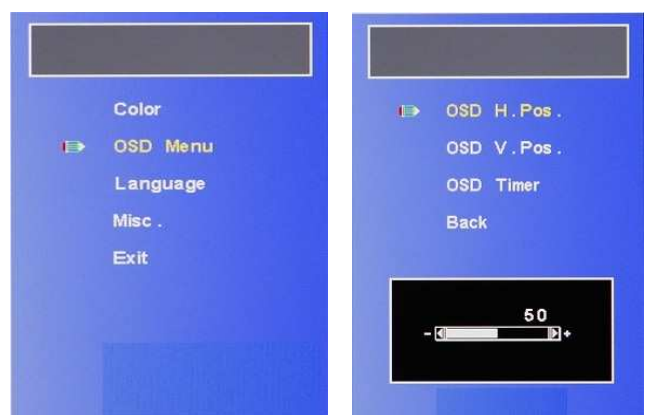 Color
OSD Menu
Language
Misc .
Exit
OSD H . Pos .
OSD V . Pos .
OSD Timer
Back
50
- +